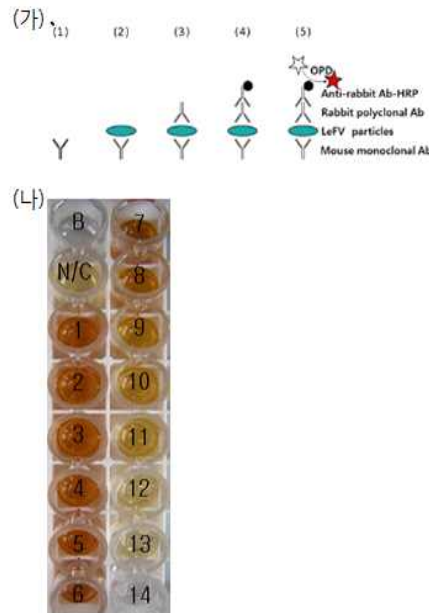 (가)、
(1) (2) (3) (4) (5)
OPD
Anti-rabbit Ab-HRP
Rabbit polyclonal Ab
LeFV particles
Mouse monoclonal Ab
(나)
B 7
N/C 8
1 9
2 10
3 11
4 12
5 13
6 14